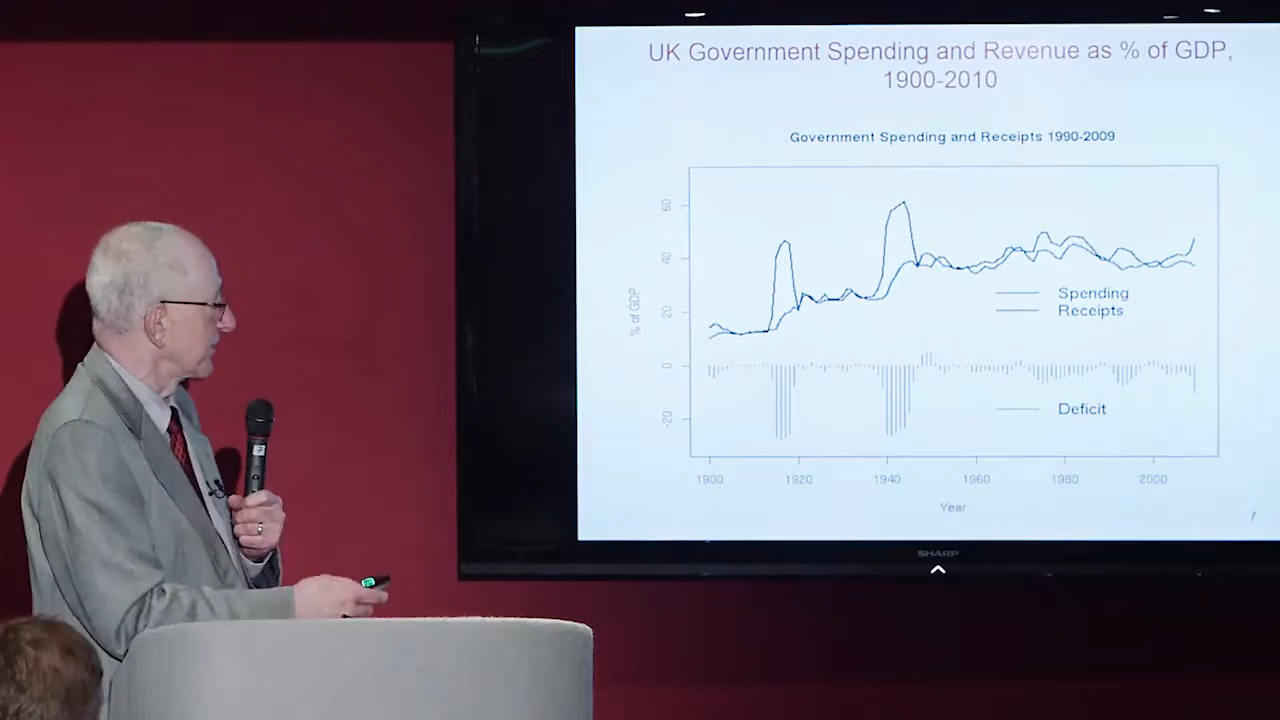 UK Government Spending and Revenue as % of GDP,
1900-2010
Government Spending and Receipts 1990-2009
% of GDP
60
40
20
0
-20
Spending
Receipts
Deficit
1900
1920
1940
1960
1980
2000
Year
SHARP